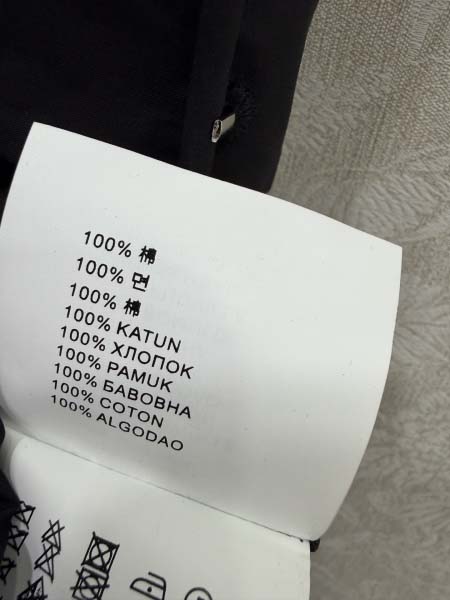 100% 棉
100% 면
100% 棉
100% KATUN
100% ХЛОПОК
100% PAMUK
100% БАВОВНА
100% COTON
100% ALGODAO